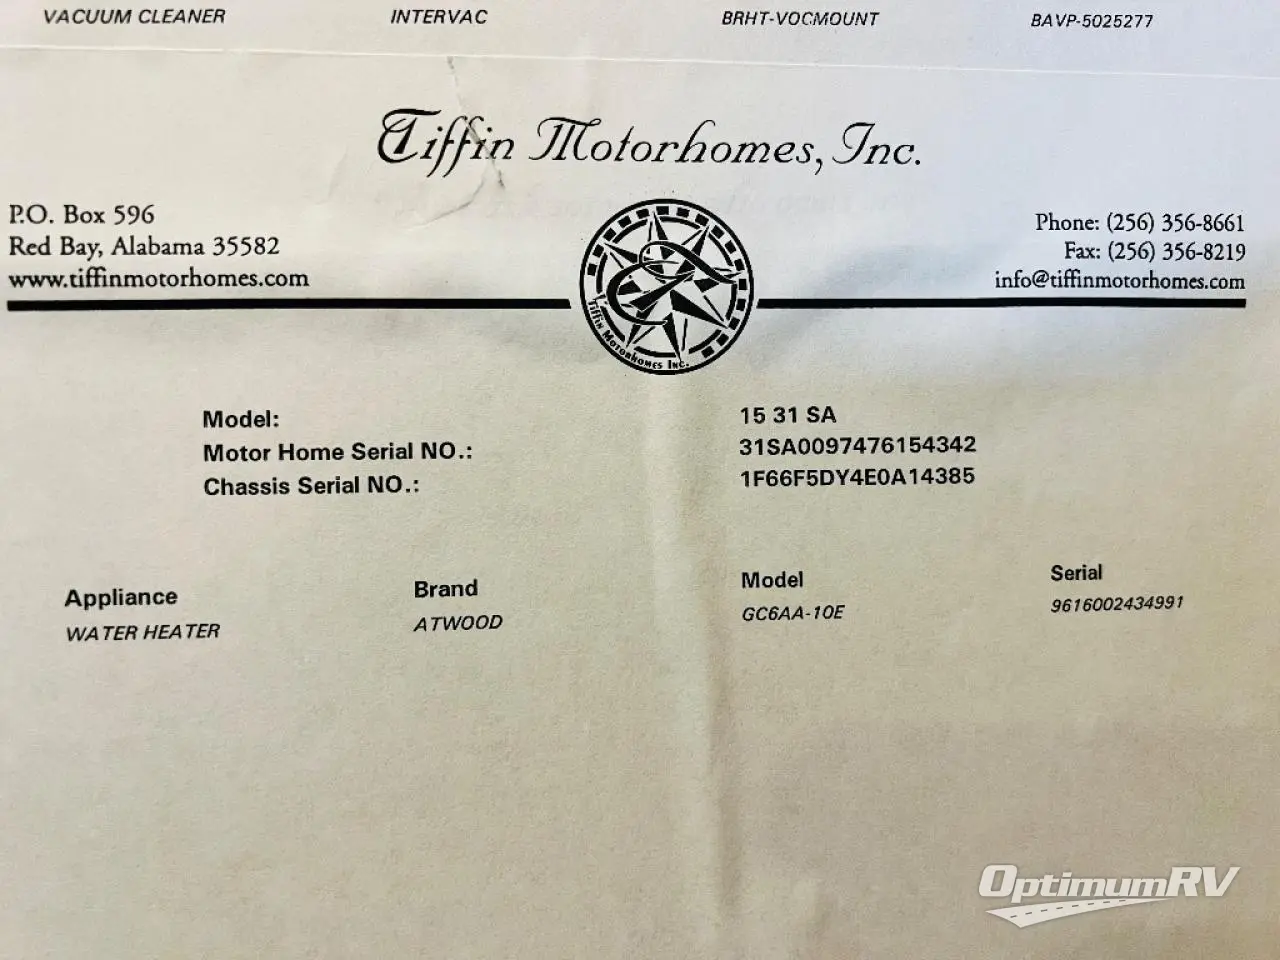 VACUUM CLEANER INTERVAC BRHT-VOCMOUNT BAVP-5025277
Tiffin Motorhomes, Inc.
P.O. Box 596
Red Bay, Alabama 35582
www.tiffinmotorhomes.com
Phone: (256) 356-8661
Fax: (256) 356-8219
info@tiffinmotorhomes.com
Tiffin Motorhomes Inc.
Model: 15 31 SA
Motor Home Serial NO.: 31SA0097476154342
Chassis Serial NO.: 1F66F5DY4E0A14385
Appliance Brand Model Serial
WATER HEATER ATWOOD GC6AA-10E 9616002434991
OptimumRV